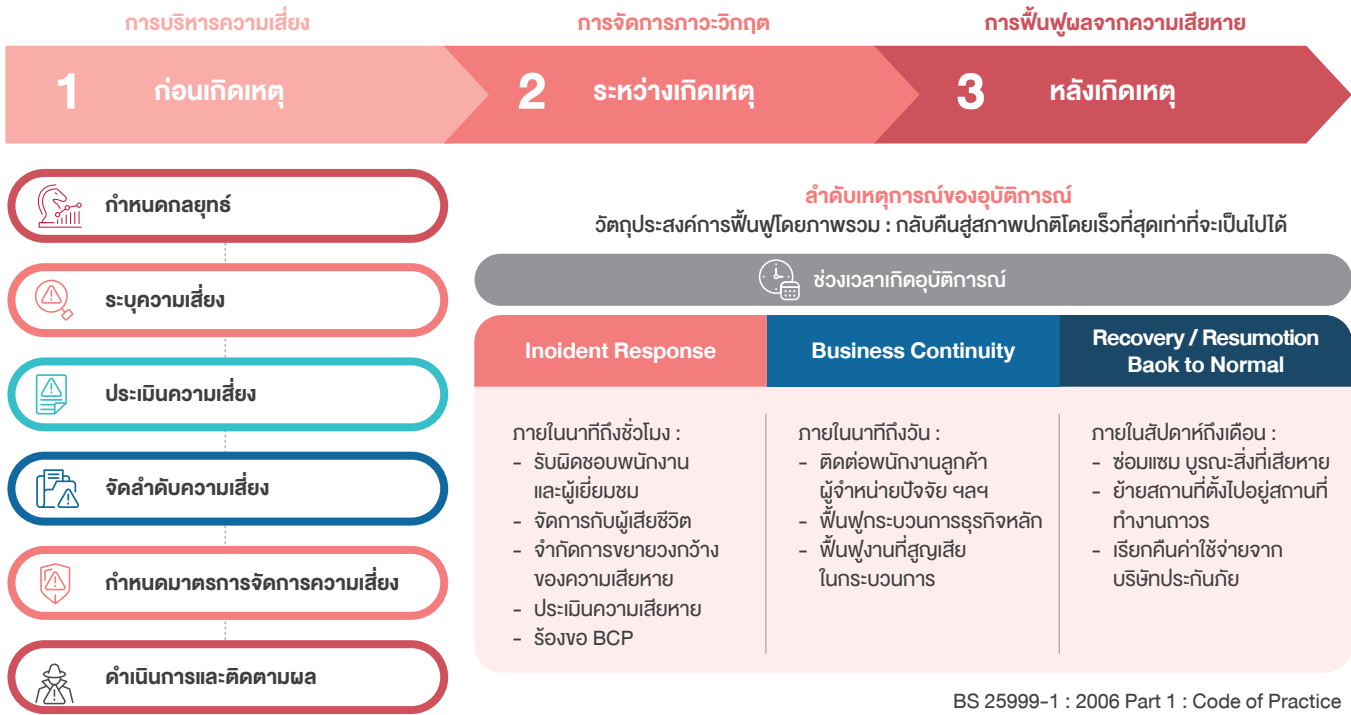 การบริหารความเสี่ยง
การจัดการภาวะวิกฤต
การฟื้นฟูผลจากความเสียหาย
1 ก่อนเกิดเหตุ
2 ระหว่างเกิดเหตุ
3 หลังเกิดเหตุ
กำหนดกลยุทธ์
ระบุความเสี่ยง
ประเมินความเสี่ยง
จัดลำดับความเสี่ยง
กำหนดมาตรการจัดการความเสี่ยง
ดำเนินการและติดตามผล
ลำดับเหตุการณ์ของอุบัติการณ์
วัตถุประสงค์การฟื้นฟูโดยภาพรวม : กลับคืนสู่สภาพปกติโดยเร็วที่สุดเท่าที่จะเป็นไปได้
ช่วงเวลาเกิดอุบัติการณ์
Inoident Response
ภายในนาทีถึงชั่วโมง :
- รับผิดชอบพนักงาน
และผู้เยี่ยมชม
- จัดการกับผู้เสียชีวิต
- จำกัดการขยายวงกว้าง
ของความเสียหาย
- ประเมินความเสียหาย
- ร้องขอ BCP
Business Continuity
ภายในนาทีถึงวัน :
- ติดต่อพนักงานลูกค้า
ผู้จำหน่ายปัจจัย ฯลฯ
- ฟื้นฟูกระบวนการธุรกิจหลัก
- ฟื้นฟูงานที่สูญเสีย
ในกระบวนการ
Recovery / Resumotion
Baok to Normal
ภายในสัปดาห์ถึงเดือน :
- ซ่อมแซม บูรณะสิ่งที่เสียหาย
- ย้ายสถานที่ตั้งไปอยู่สถานที่
ทำงานถาวร
- เรียกคืนค่าใช้จ่ายจาก
บริษัทประกันภัย
BS 25999-1 : 2006 Part 1 : Code of Practice